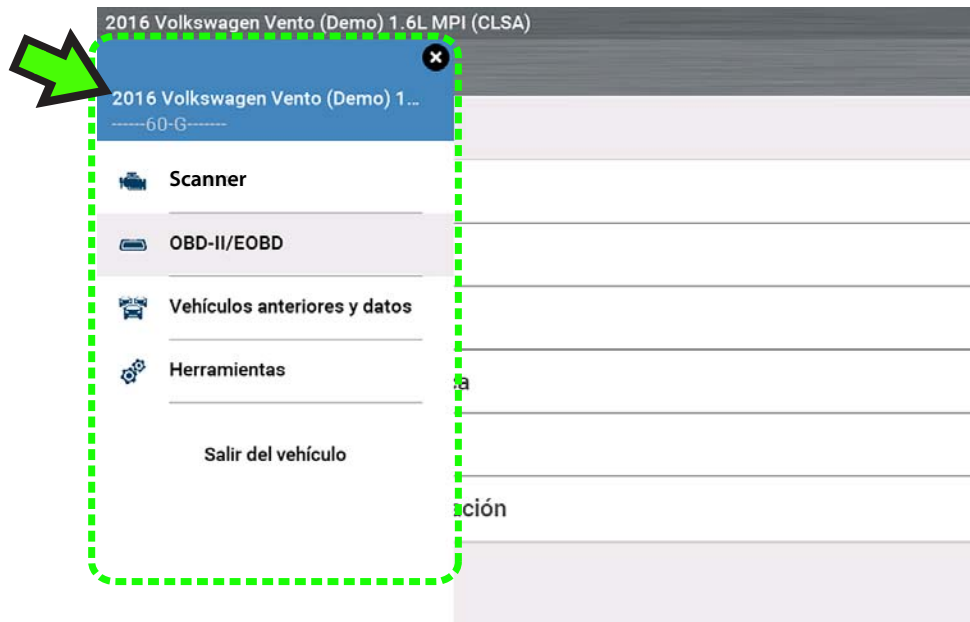 2016 Volkswagen Vento (Demo) 1.6L MPI (CLSA)
2016 Volkswagen Vento (Demo) 1...
------60-G-------
Scanner
OBD-II/EOBD
Vehículos anteriores y datos
Herramientas
Salir del vehículo